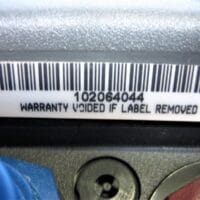 102064044
WARRANTY VOIDED IF LABEL REMOVED